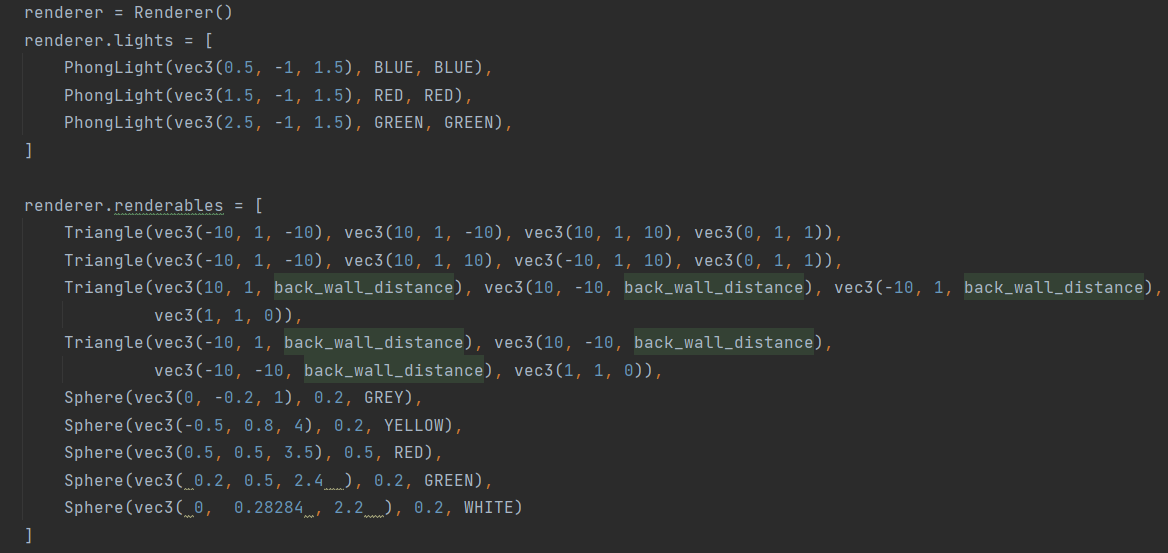 renderer = Renderer()
renderer.lights = [
    PhongLight(vec3(0.5, -1, 1.5), BLUE, BLUE),
    PhongLight(vec3(1.5, -1, 1.5), RED, RED),
    PhongLight(vec3(2.5, -1, 1.5), GREEN, GREEN),
]

renderer.renderables = [
    Triangle(vec3(-10, 1, -10), vec3(10, 1, -10), vec3(10, 1, 10), vec3(0, 1, 1)),
    Triangle(vec3(-10, 1, -10), vec3(10, 1, 10), vec3(-10, 1, 10), vec3(0, 1, 1)),
    Triangle(vec3(10, 1, back_wall_distance), vec3(10, -10, back_wall_distance), vec3(-10, 1, back_wall_distance),
             vec3(1, 1, 0)),
    Triangle(vec3(-10, 1, back_wall_distance), vec3(10, -10, back_wall_distance),
             vec3(-10, -10, back_wall_distance), vec3(1, 1, 0)),
    Sphere(vec3(0, -0.2, 1), 0.2, GREY),
    Sphere(vec3(-0.5, 0.8, 4), 0.2, YELLOW),
    Sphere(vec3(0.5, 0.5, 3.5), 0.5, RED),
    Sphere(vec3( 0.2, 0.5, 2.4  ), 0.2, GREEN),
    Sphere(vec3( 0,  0.28284 , 2.2  ), 0.2, WHITE)
]